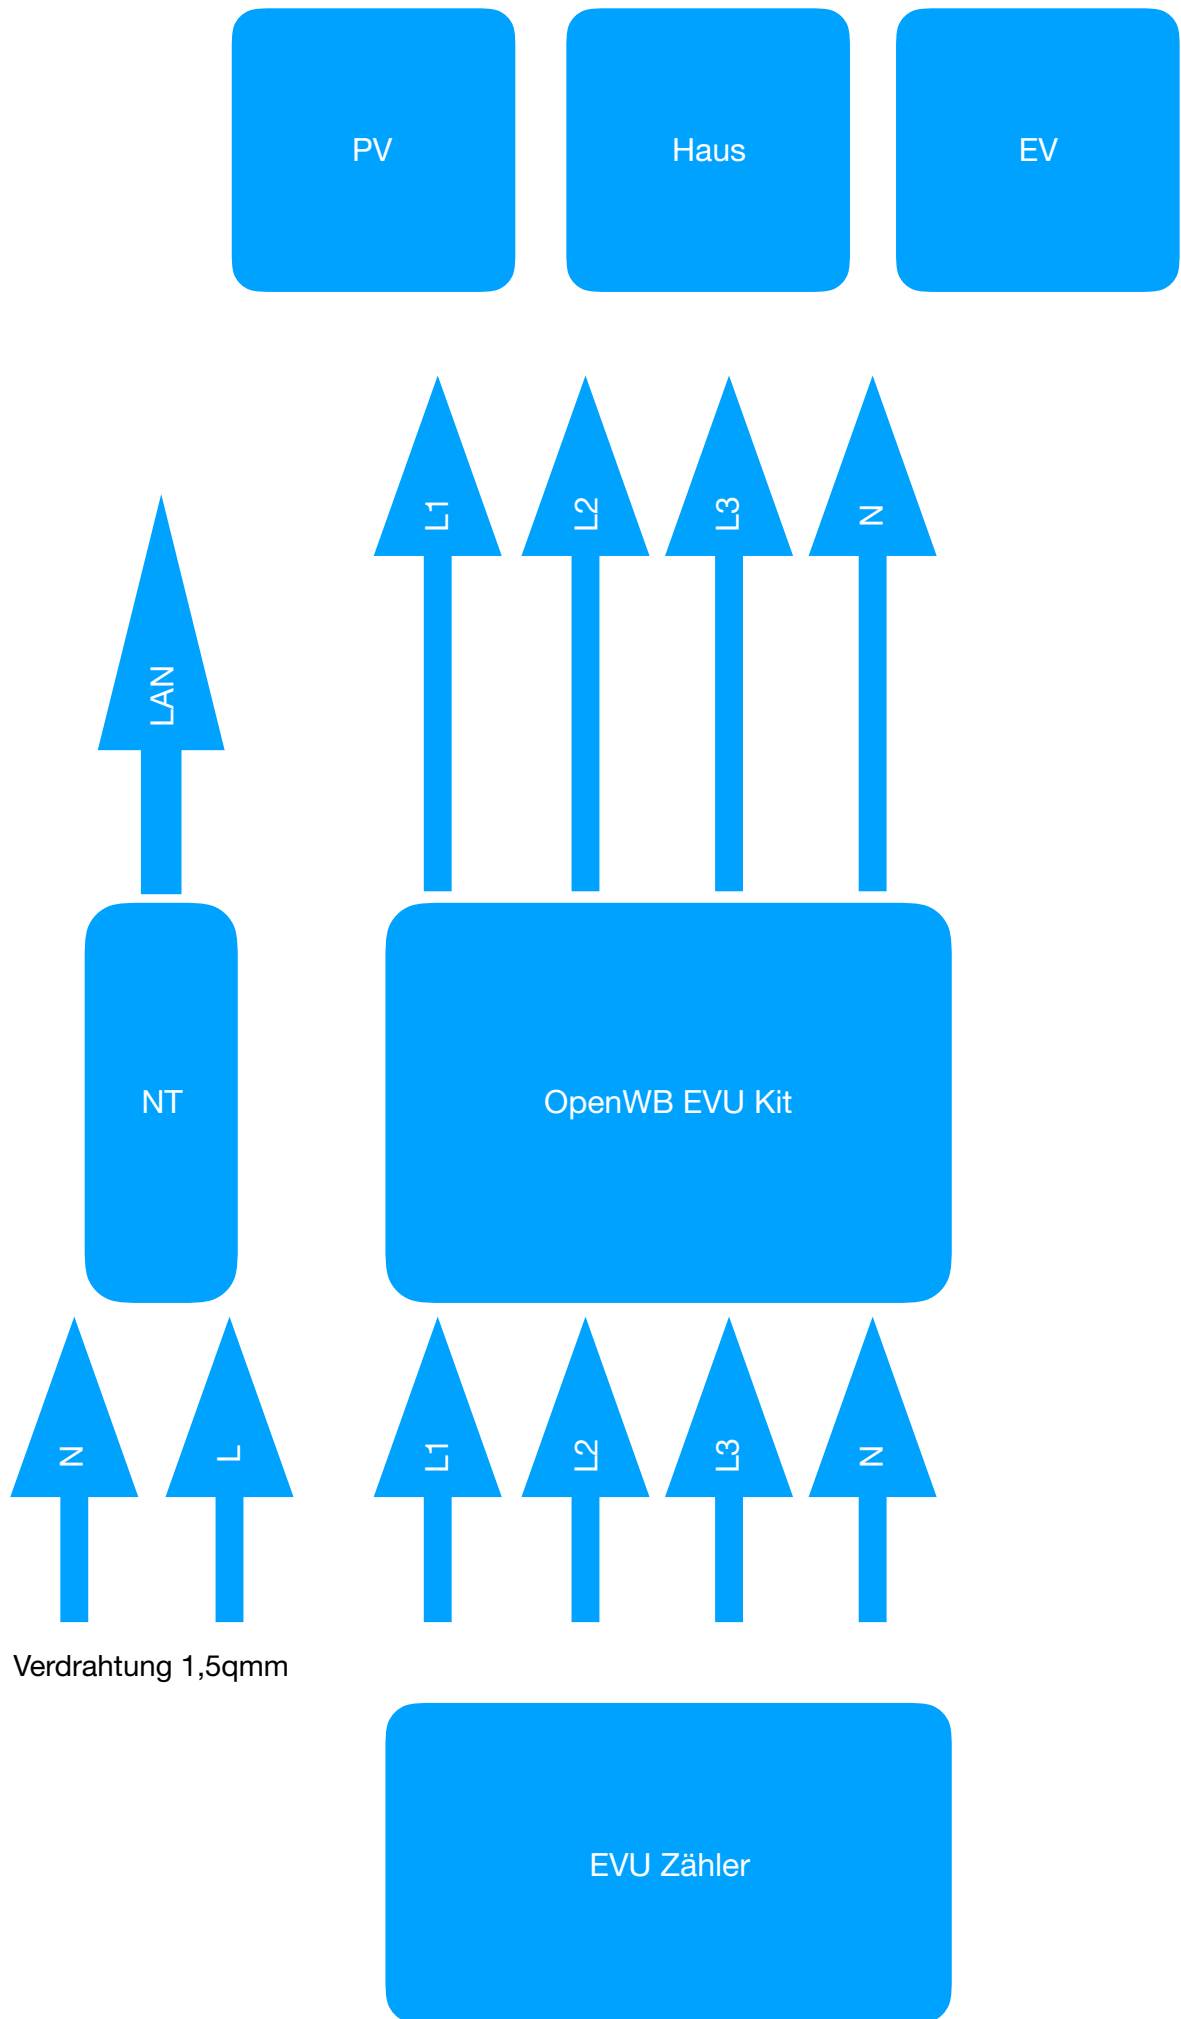 PV
Haus
EV
L1
L2
L3
N
LAN
NT
OpenWB EVU Kit
N
L
L1
L2
L3
N
Verdrahtung 1,5qmm
EVU Zähler